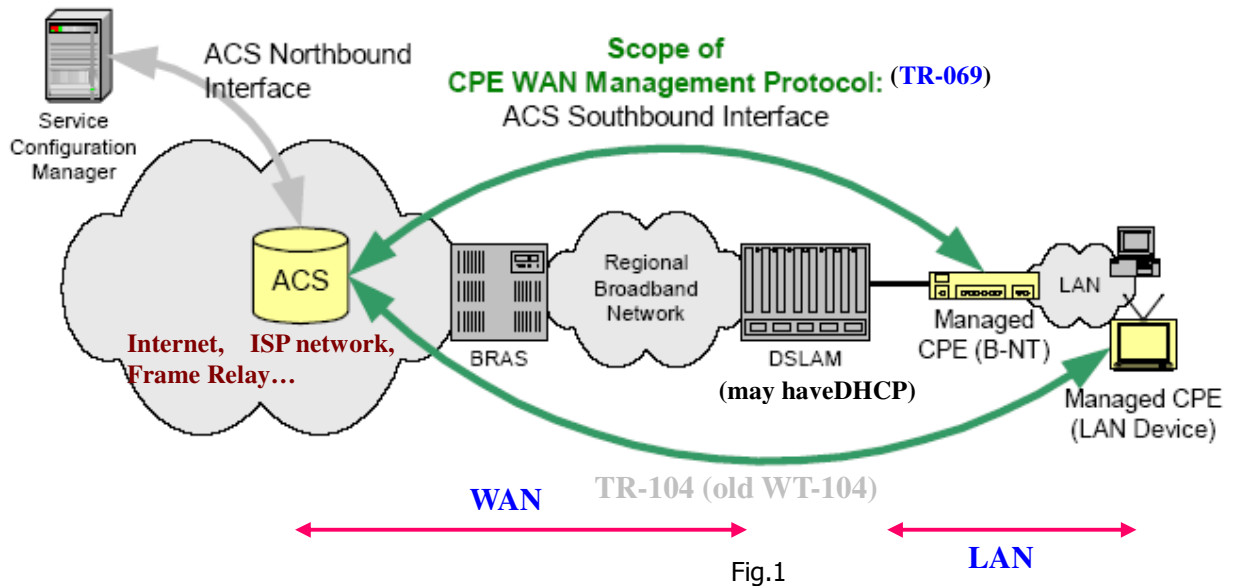 ACS Northbound
Interface
Service
Configuration
Manager
Scope of
CPE WAN Management Protocol: (TR-069)
ACS Southbound Interface
ACS
Internet, ISP network,
Frame Relay…
BRAS
Regional
Broadband
Network
DSLAM
(may haveDHCP)
Managed
CPE (B-NT)
LAN
Managed CPE
(LAN Device)
TR-104 (old WT-104)
WAN
LAN
Fig.1